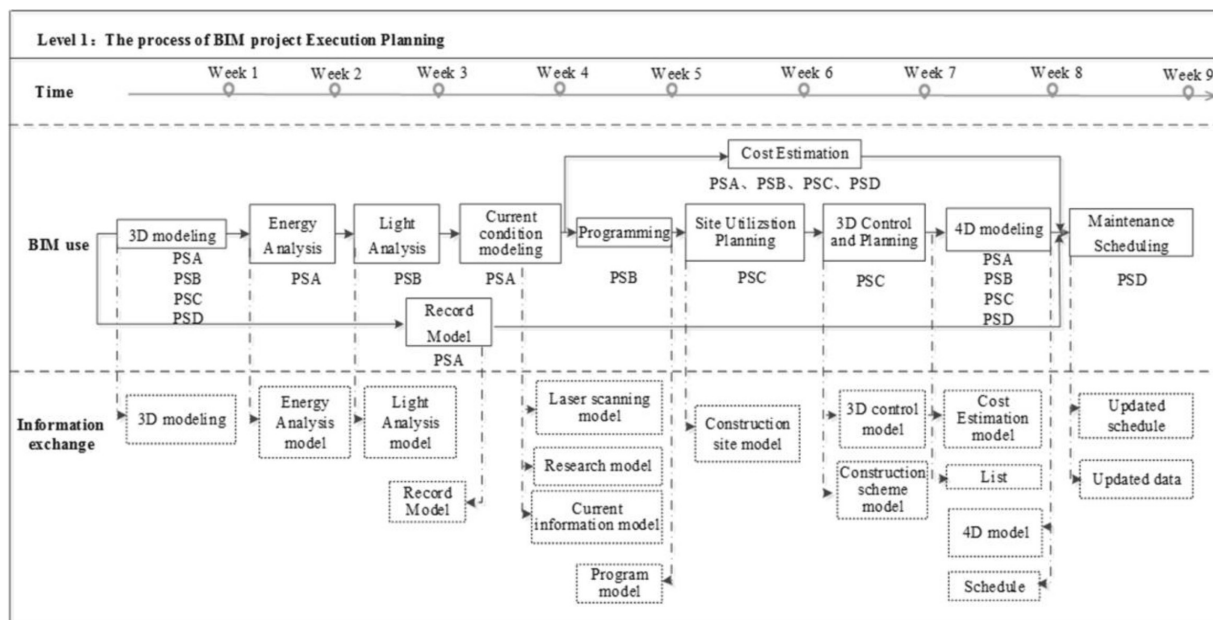 Level 1：The process of BIM project Execution Planning
Time
Week 1
Week 2
Week 3
Week 4
Week 5
Week 6
Week 7
Week 8
Week 9
BIM use
Cost Estimation
PSA、PSB、PSC、PSD
3D modeling
PSA
PSB
PSC
PSD
Energy
Analysis
PSA
Light
Analysis
PSB
Current
condition
modeling
PSA
Programming
PSB
Site Utilizstion
Planning
PSC
3D Control
and Planning
PSC
4D modeling
PSA
PSB
PSC
PSD
Maintenance
Scheduling
PSD
Record
Model
PSA
Information
exchange
3D modeling
Energy
Analysis
model
Light
Analysis
model
Record
Model
Laser scanning
model
Research model
Current
information model
Program
model
Construction
site model
3D control
model
Construction
scheme model
Cost
Estimation
model
List
4D model
Schedule
Updated
schedule
Updated data